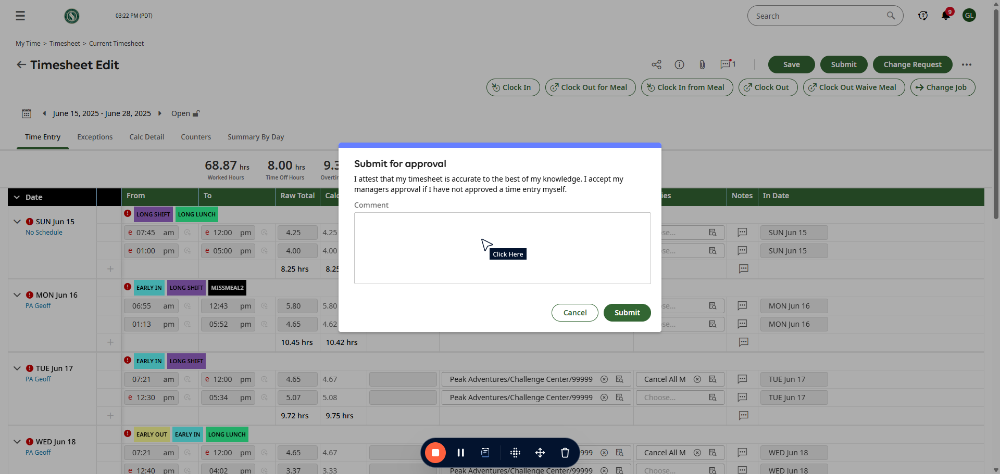 03:22 PM (PDT)
Search
9
GL
My Time > Timesheet > Current Timesheet
Timesheet Edit
1
Save
Submit
Change Request
Clock In
Clock Out for Meal
Clock In from Meal
Clock Out
Clock Out Waive Meal
Change Job
June 15, 2025 - June 28, 2025
Open
Time Entry
Exceptions
Calc Detail
Counters
Summary By Day
68.87 hrs
Worked Hours
8.00 hrs
Time Off Hours
9.3
Overtin
Submit for approval
I attest that my timesheet is accurate to the best of my knowledge. I accept my
managers approval if I have not approved a time entry myself.
Comment
Click Here
Cancel
Submit
Date From To Raw Total Calc ies Notes In Date
SUN Jun 15
No Schedule
LONG SHIFT LONG LUNCH
e 07:45 am e 12:00 pm 4.25 4.25 se... SUN Jun 15
e 01:00 pm e 05:00 pm 4.00 4.00 se... SUN Jun 15
8.25 hrs 8.25
MON Jun 16
PA Geoff
EARLY IN LONG SHIFT MISSMEAL2
06:55 am 12:43 pm 5.80 5.80 se... MON Jun 16
01:13 pm 05:52 pm 4.65 4.62 se... MON Jun 16
10.45 hrs 10.42 hrs
TUE Jun 17
PA Geoff
EARLY IN LONG SHIFT
07:21 am e 12:00 pm 4.65 4.67 Peak Adventures/Challenge Center/99999 Cancel All M TUE Jun 17
e 12:30 pm 05:34 pm 5.07 5.08 Peak Adventures/Challenge Center/99999 Choose... TUE Jun 17
9.72 hrs 9.75 hrs
WED Jun 18
PA Geoff
EARLY OUT EARLY IN LONG LUNCH
07:21 am e 12:00 pm 4.65 4.67 999 Cancel All M WED Jun 18
e 12:40 pm 04:02 pm 3.37 3.33 Peak Adventures/Challenge Center/99999 Choose... WED Jun 18